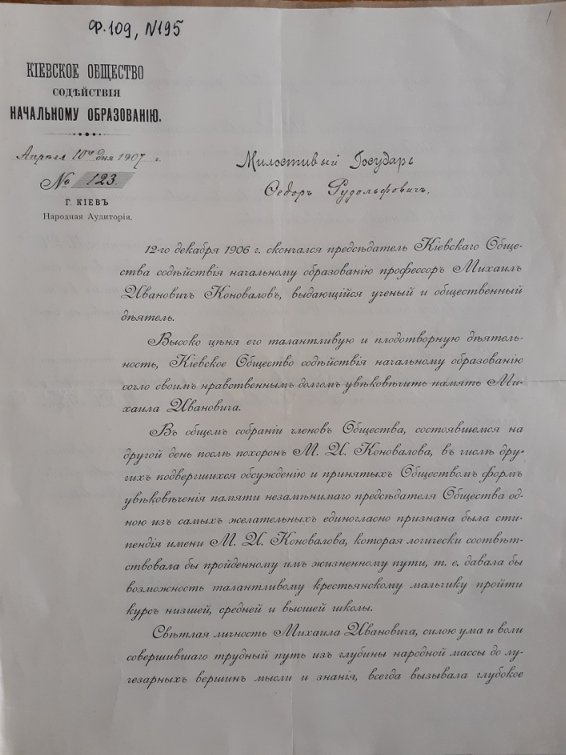 Ф.109, N195
1
КІЕВСКОЕ ОБЩЕСТВО
СОДѢЙСТВІЯ
НАЧАЛЬНОМУ ОБРАЗОВАНІЮ.
Апрѣля 10го дня 1907 г.
№ 123.
Г. КІЕВЪ
Народная Аудиторія.
Милостивый Государь
Федоръ Рудольфовичъ,
12-го декабря 1906 г. скончался предсѣдатель Кіевскаго Обще-
ства содѣйствія начальному образованію профессоръ Михаилъ
Ивановичъ Коноваловъ, выдающійся ученый и общественный
дѣятель.
Высоко цѣня его талантливую и плодотворную дѣятель-
ность, Кіевское Общество содѣйствія начальному образованію
сочло своимъ нравственнымъ долгомъ увѣковѣчить память Ми-
хаила Ивановича.
Въ общемъ собраніи членовъ Общества, состоявшемся на
другой день послѣ похоронъ М. И. Коновалова, въ числѣ дру-
гихъ подвергшихся обсужденію и принятыхъ Обществомъ формъ
увѣковѣченія памяти незамѣнимаго предсѣдателя Общества од-
ною изъ самыхъ желательныхъ единогласно признана была сти-
пендія имени М. И. Коновалова, которая логически соотвѣт-
ствовала бы пройденному имъ жизненному пути, т. е. давала бы
возможность талантливому крестьянскому мальчику пройти
курсъ низшей, средней и высшей школы.
Свѣтлая личность Михаила Ивановича, силою ума и воли
совершившаго трудный путь изъ глубины народной массы до лу-
чезарныхъ вершинъ мысли и знанія, всегда вызывала глубокое